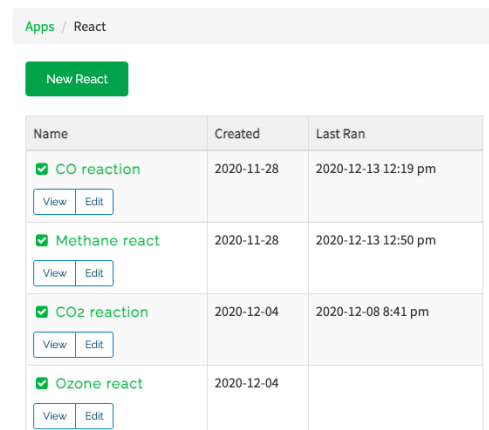 Apps / React
New React
Name Created Last Ran
CO reaction 2020-11-28 2020-12-13 12:19 pm
View Edit
Methane react 2020-11-28 2020-12-13 12:50 pm
View Edit
CO2 reaction 2020-12-04 2020-12-08 8:41 pm
View Edit
Ozone react 2020-12-04
View Edit